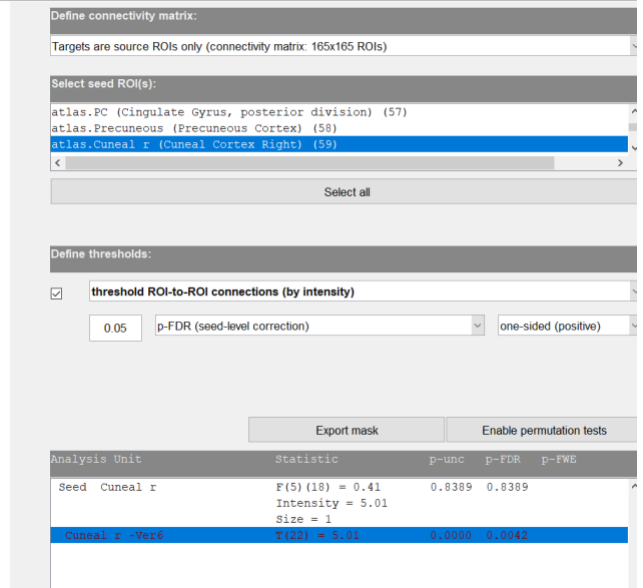 Define connectivity matrix:
Targets are source ROIs only (connectivity matrix: 165x165 ROIs)
Select seed ROI(s):
atlas.PC (Cingulate Gyrus, posterior division) (57)
atlas.Precuneous (Precuneous Cortex) (58)
atlas.Cuneal r (Cuneal Cortex Right) (59)
Select all
Define thresholds:
threshold ROI-to-ROI connections (by intensity)
0.05 p-FDR (seed-level correction) one-sided (positive)
Export mask Enable permutation tests
Analysis Unit Statistic p-unc p-FDR p-FWE
Seed Cuneal r F(5)(18) = 0.41 0.8389 0.8389
Intensity = 5.01
Size = 1
Cuneal r -Ver6 T(22) = 5.01 0.0000 0.0042